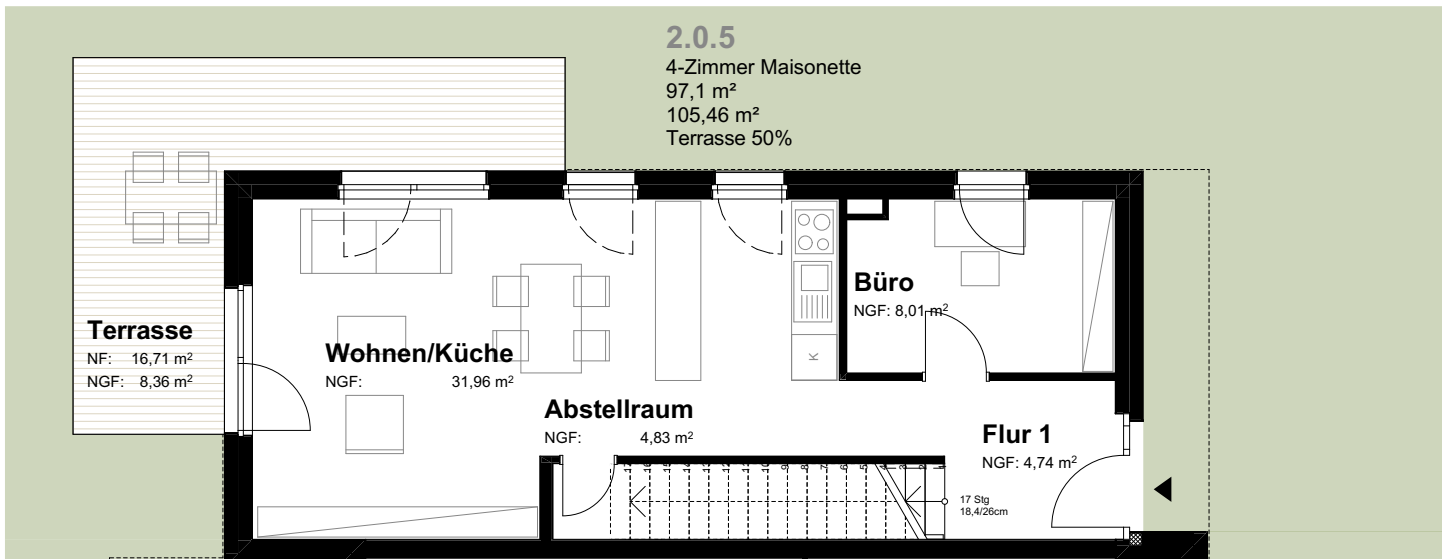 2.0.5
4-Zimmer Maisonette
97,1 m²
105,46 m²
Terrasse 50%
Büro
NGF: 8,01 m²
Terrasse
NF: 16,71 m²
NGF: 8,36 m²
Wohnen/Küche
NGF: 31,96 m²
K
Abstellraum
NGF: 4,83 m²
Flur 1
NGF: 4,74 m²
17 Stg
18,4/26cm